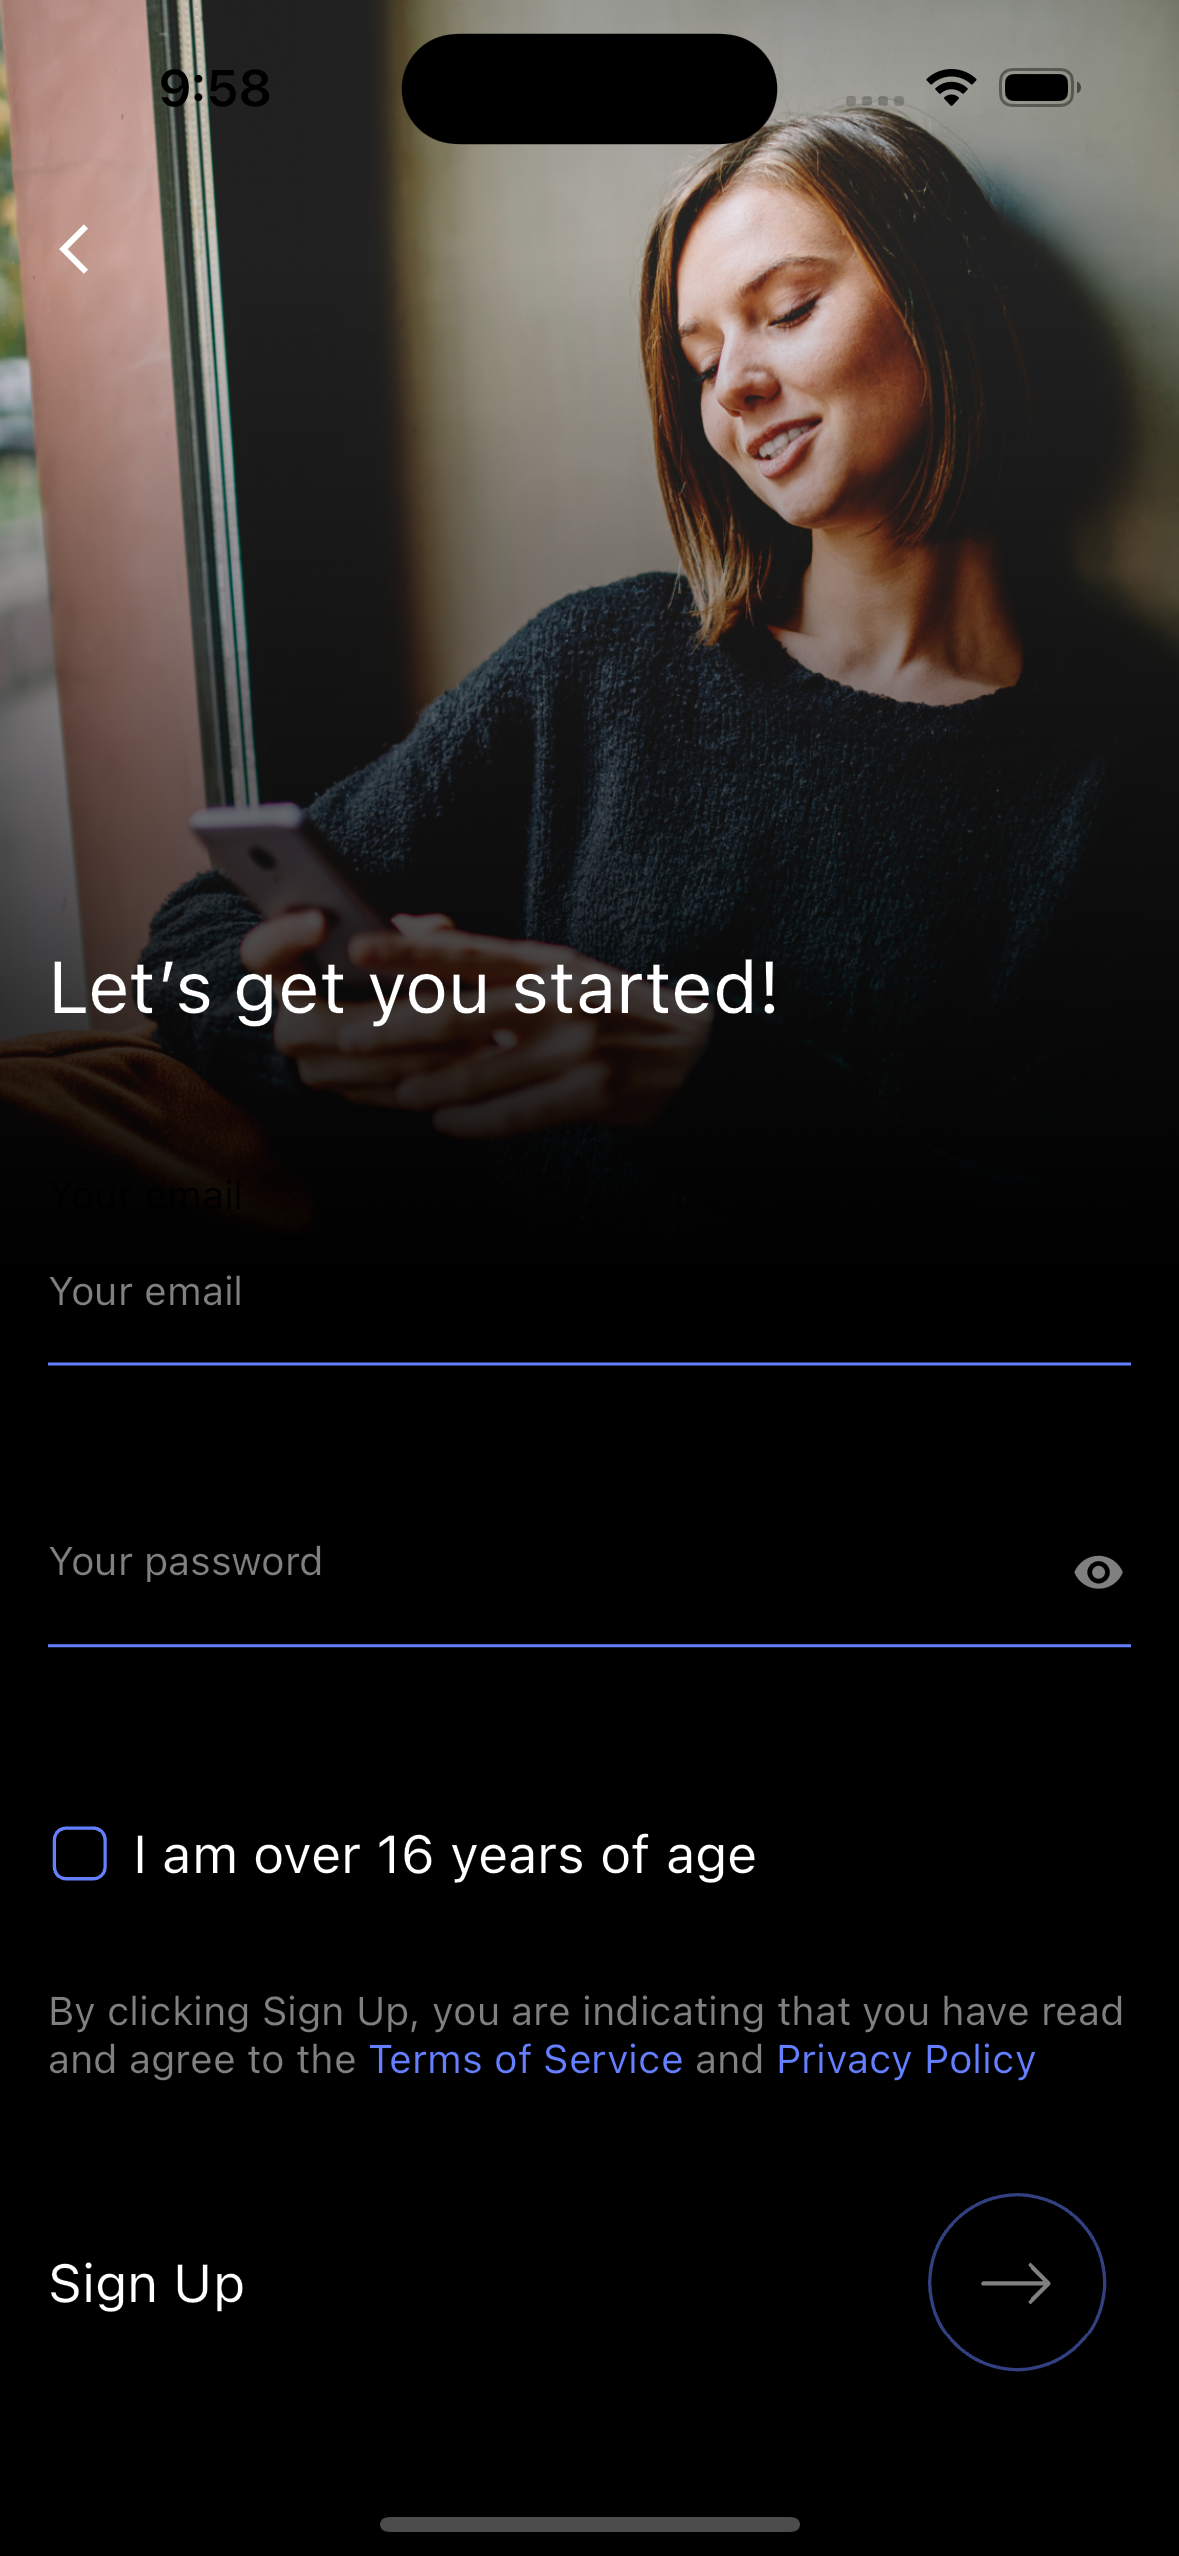 9:58
Let’s get you started!
Your email
Your email
Your password
I am over 16 years of age
By clicking Sign Up, you are indicating that you have read
and agree to the Terms of Service and Privacy Policy
Sign Up